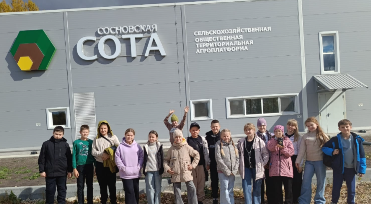 СОСНОВСКАЯ
СОТА
СЕЛЬСКОХОЗЯЙСТВЕННАЯ
ОБЩЕСТВЕННАЯ
ТЕРРИТОРИАЛЬНАЯ
АГРОПЛАТФОРМА